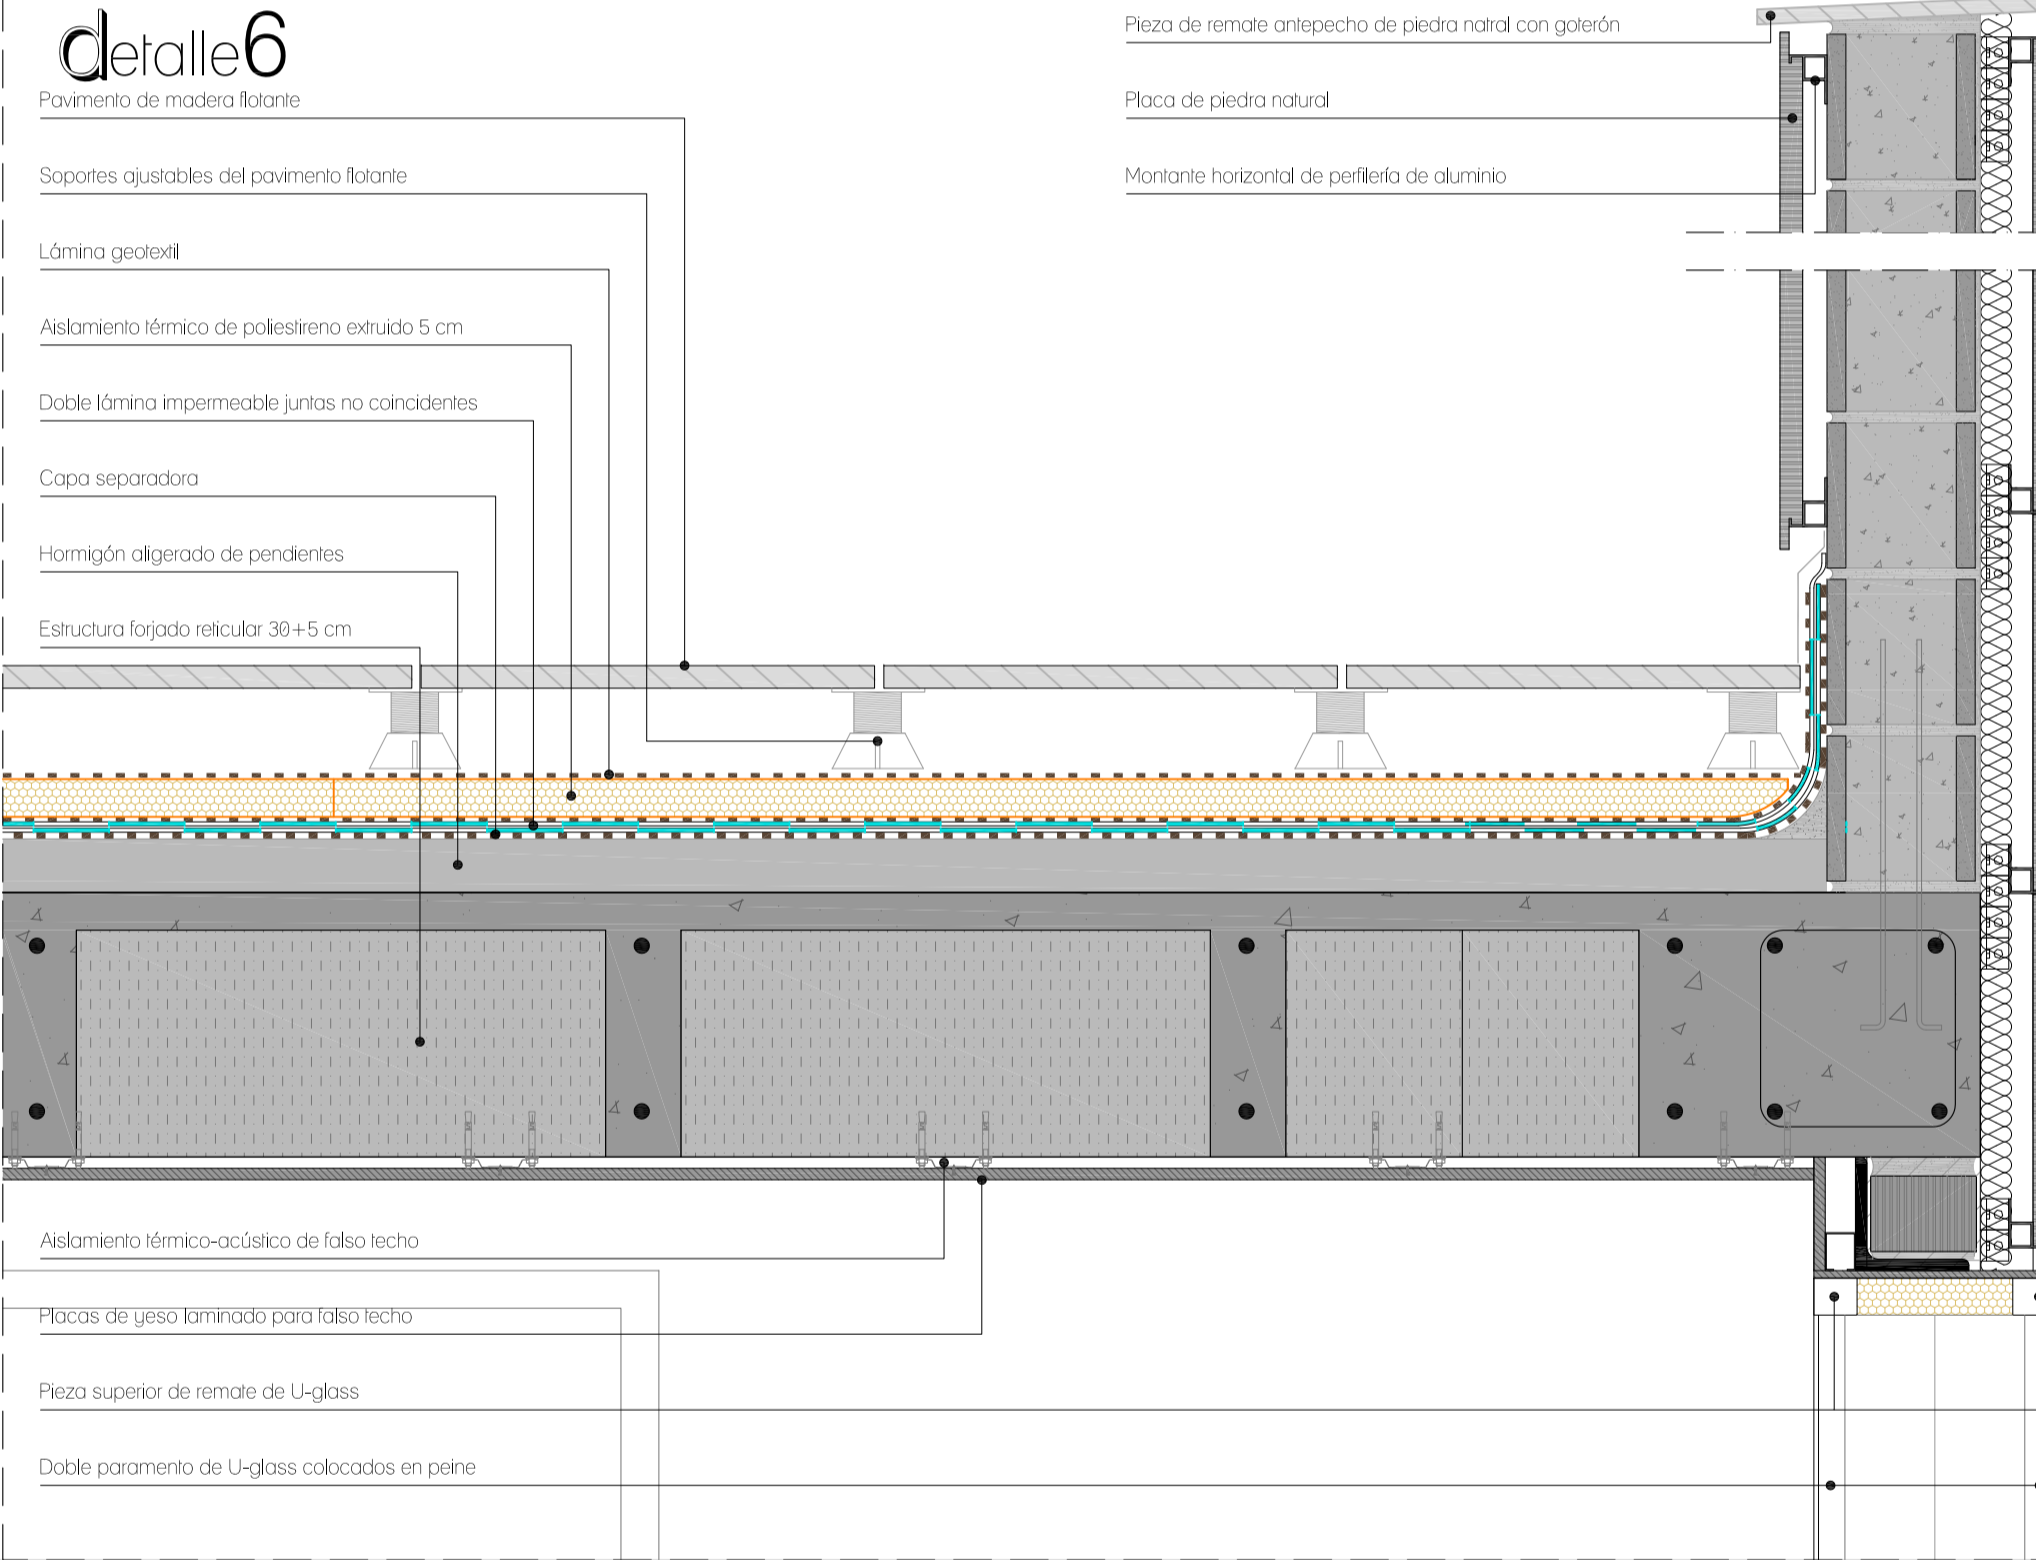 detalle6
Pavimento de madera flotante
Soportes ajustables del pavimento flotante
Lámina geotextil
Aislamiento térmico de poliestireno extruido 5 cm
Doble lámina impermeable juntas no coincidentes
Capa separadora
Hormigón aligerado de pendientes
Estructura forjado reticular 30+5 cm
Pieza de remate antepecho de piedra natral con goterón
Placa de piedra natural
Montante horizontal de perfilería de aluminio
Aislamiento térmico-acústico de falso techo
Placas de yeso laminado para falso techo
Pieza superior de remate de U-glass
Doble paramento de U-glass colocados en peine